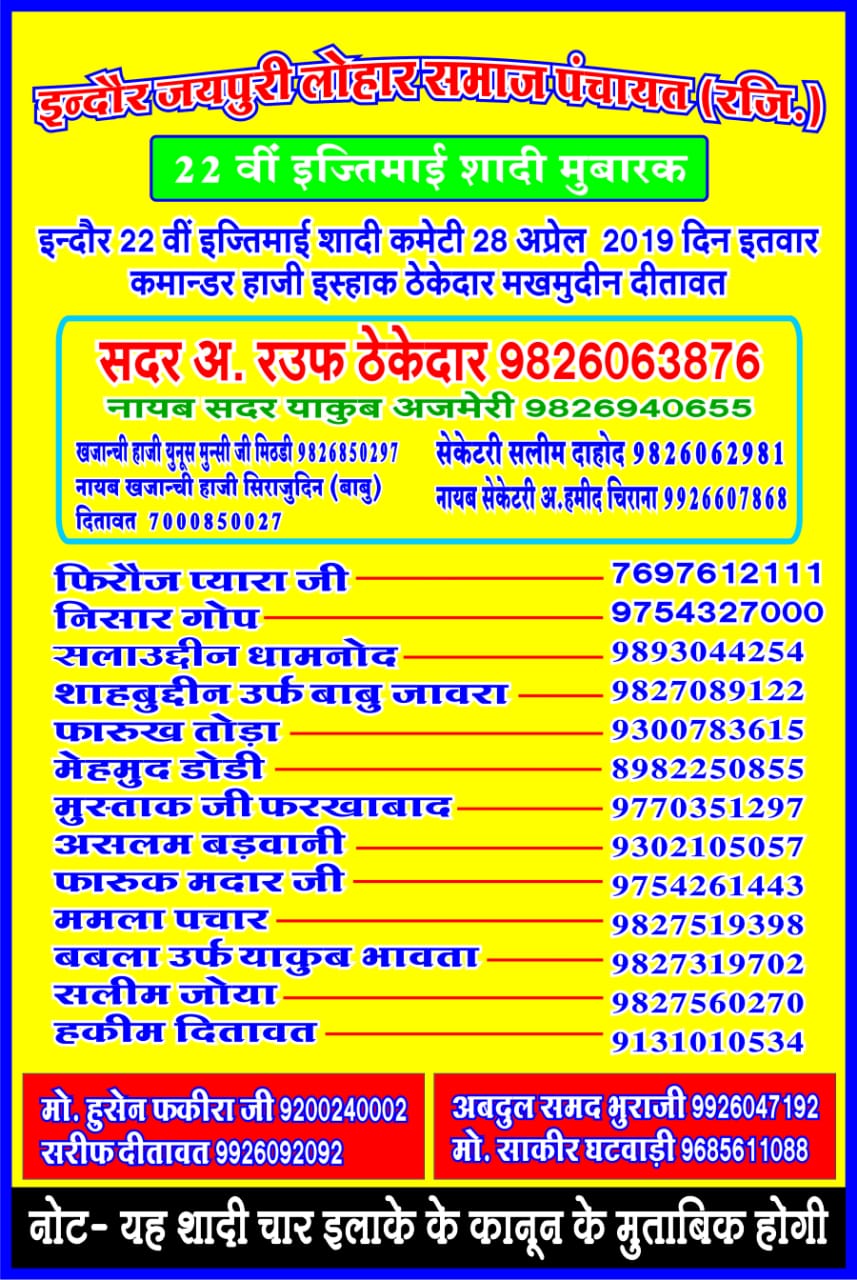 इन्दौर जयपुरी लोहार समाज पंचायत (रजि.)
22 वीं इज्तिमाई शादी मुबारक
इन्दौर 22 वीं इज्तिमाई शादी कमेटी 28 अप्रेल 2019 दिन इतवार
कमान्डर हाजी इस्हाक ठेकेदार मखमुदीन दीतावत
सदर अ. रउफ ठेकेदार 9826063876
नायब सदर याकुब अजमेरी 9826940655
खजान्ची हाजी युनूस मुन्सी जी मिठडी 9826850297
नायब खजान्ची हाजी सिराजुदिन (बाबु)
दितावत 7000850027
सेकेटरी सलीम दाहोद 9826062981
नायब सेकेटरी अ.हमीद चिराना 9926607868
फिरौज प्यारा जी 7697612111
निसार गोप 9754327000
सलाउद्दीन धामनोद 9893044254
शाहबुद्दीन उर्फ बाबु जावरा 9827089122
फारुख तोड़ा 9300783615
मेहमुद डोडी 8982250855
मुस्ताक जी फरखाबाद 9770351297
असलम बड़वानी 9302105057
फारुक मदार जी 9754261443
ममला पचार 9827519398
बबला उर्फ याकुब भावता 9827319702
सलीम जोया 9827560270
हकीम दितावत 9131010534
मो. हुसेन फकीरा जी 9200240002
सरीफ दीतावत 9926092092
अबदुल समद भुराजी 9926047192
मो. साकीर घटवाड़ी 9685611088
नोट- यह शादी चार इलाके के कानून के मुताबिक होगी